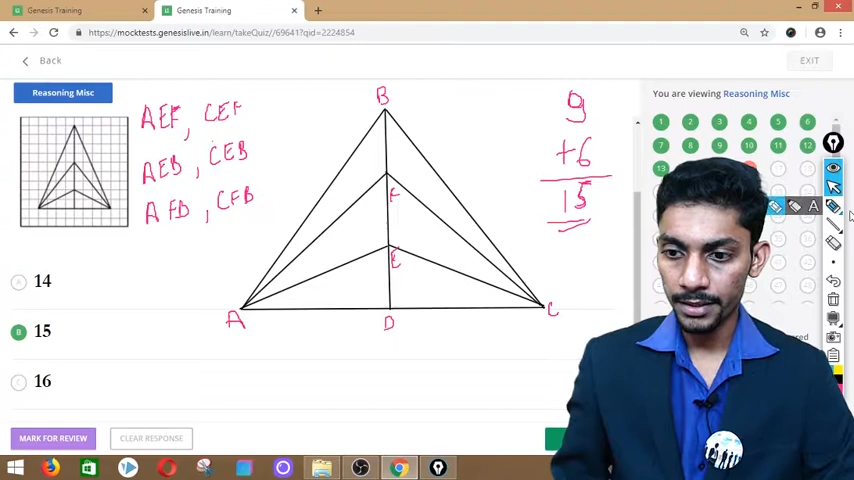 Genesis Training
Genesis Training
https://mocktests.genesislive.in/learn/takeQuiz//69641?qid=2224854
Back
EXIT
Reasoning Misc
You are viewing Reasoning Misc
1 2 3 4 5 6
7 8 9 10 11 12
13
AEF, CEF
AEB, CEB
AFB, CFB
B
F
E
A
D
C
9
+6
15
A 14
B 15
C 16
MARK FOR REVIEW
CLEAR RESPONSE
A